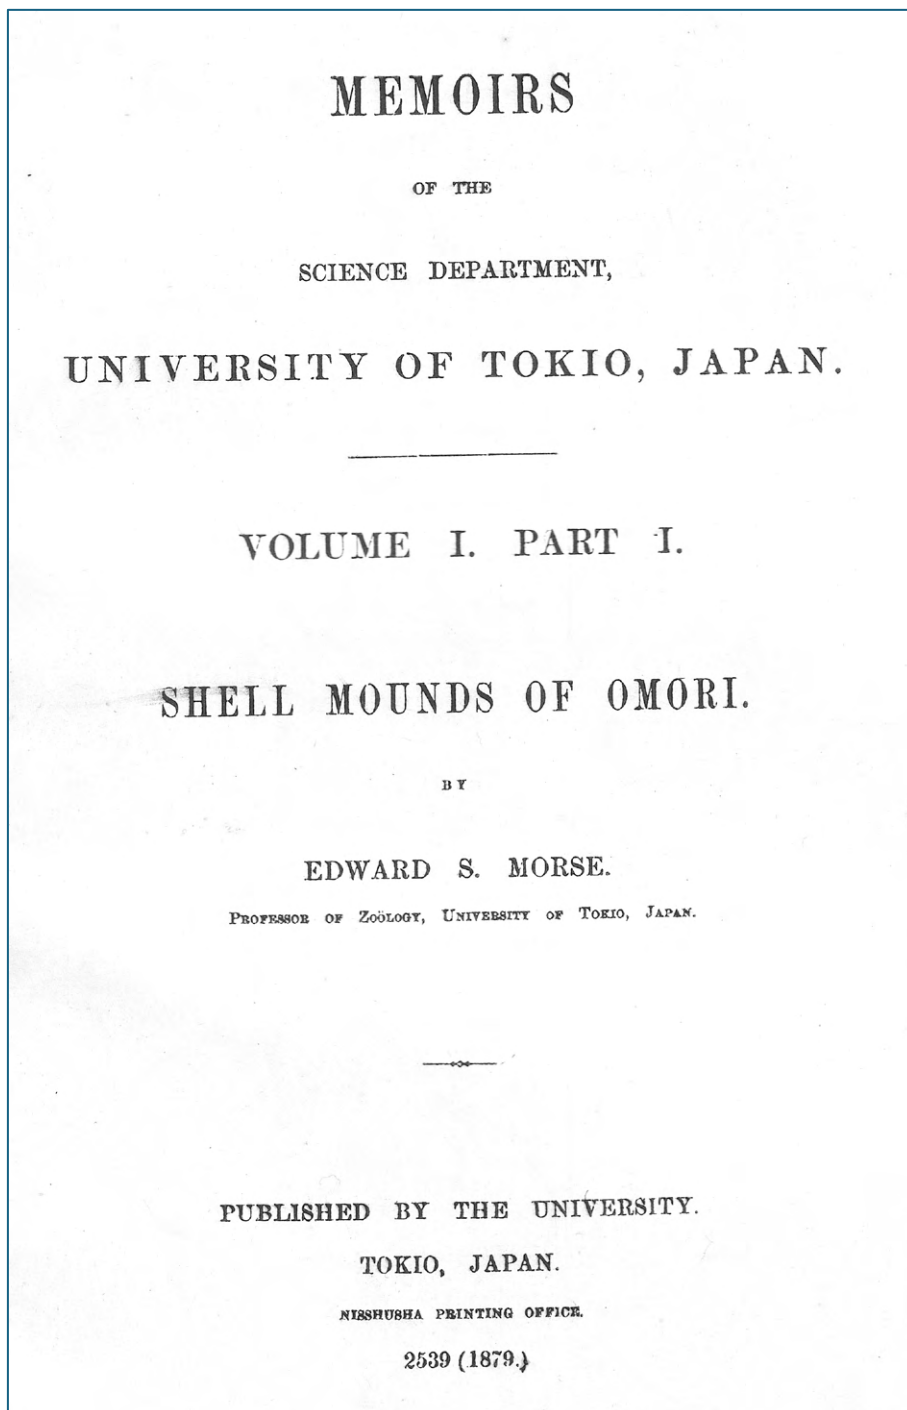 MEMOIRS
OF THE
SCIENCE DEPARTMENT,
UNIVERSITY OF TOKIO, JAPAN.
VOLUME I. PART I.
SHELL MOUNDS OF OMORI.
BY
EDWARD S. MORSE.
PROFESSOR OF ZOÖLOGY, UNIVERSITY OF TOKIO, JAPAN.
PUBLISHED BY THE UNIVERSITY.
TOKIO, JAPAN.
NISSHUSHA PRINTING OFFICE.
2539 (1879.)